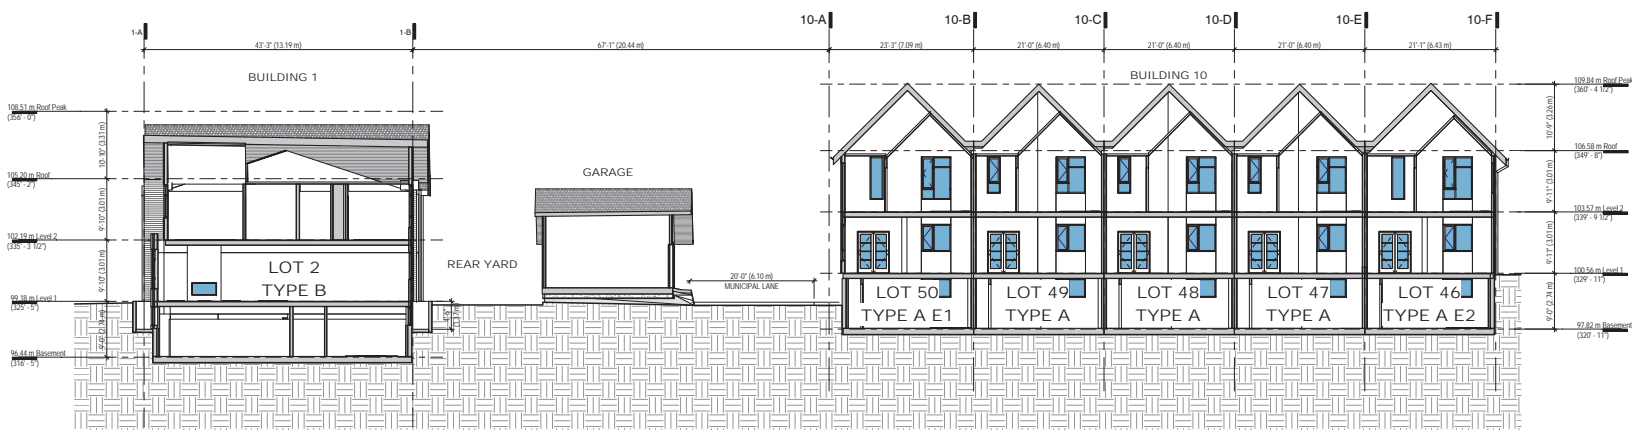 1-A
1-B
10-A
10-B
10-C
10-D
10-E
10-F
43'-3" (13.19 m)
67'-1" (20.44 m)
23'-3" (7.09 m)
21'-0" (6.40 m)
21'-0" (6.40 m)
21'-0" (6.40 m)
21'-1" (6.43 m)
BUILDING 1
BUILDING 10
108.51 m Roof Peak
(356' - 0")
105.20 m Roof
(345' - 2")
102.19 m Level 2
(335' - 3 1/2")
99.18 m Level 1
(325' - 5")
96.44 m Basement
(316' - 5")
10'-10" (3.31 m)
9'-10" (3.01 m)
9'-10" (3.01 m)
9'-0" (2.74 m)
LOT 2
TYPE B
REAR YARD
GARAGE
20'-0" (6.10 m)
MUNICIPAL LANE
LOT 50
TYPE A E1
LOT 49
TYPE A
LOT 48
TYPE A
LOT 47
TYPE A
LOT 46
TYPE A E2
109.84 m Roof Peak
(360' - 4 1/2")
106.58 m Roof
(349' - 8")
103.57 m Level 2
(339' - 9 1/2")
100.56 m Level 1
(329' - 11")
97.82 m Basement
(320' - 11")
10'-9" (3.26 m)
9'-11" (3.01 m)
9'-11" (3.01 m)
9'-0" (2.74 m)